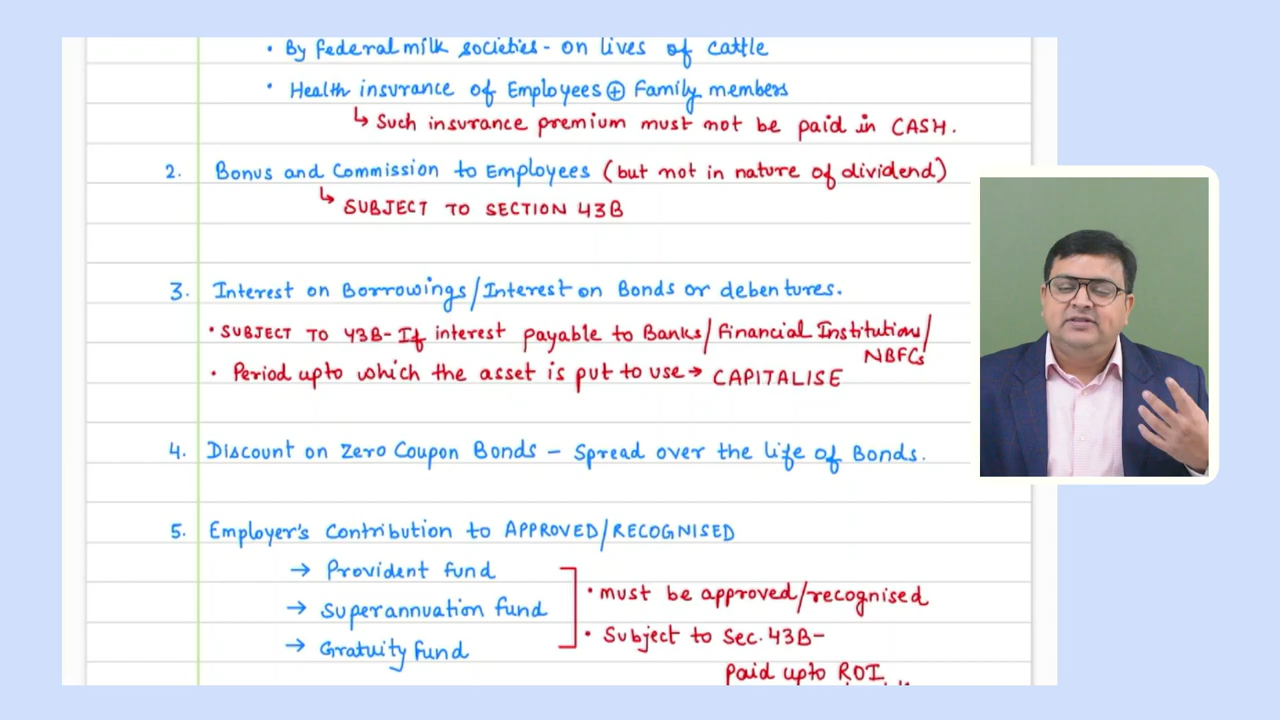 • By federal milk societies - on lives of cattle
• Health insurance of Employees ⊕ Family members
↳ Such insurance premium must not be paid in CASH.
2. Bonus and Commission to Employees (but not in nature of dividend)
↳ SUBJECT TO SECTION 43B
3. Interest on Borrowings/Interest on Bonds or debentures.
• SUBJECT TO 43B - If interest payable to Banks/Financial Institution/
NBFCs
• Period upto which the asset is put to use → CAPITALISE
4. Discount on Zero Coupon Bonds - Spread over the life of Bonds.
5. Employer's Contribution to APPROVED/RECOGNISED
→ Provident fund
• must be approved/recognised
→ Superannuation fund
• Subject to Sec. 43B-
→ Gratuity fund
Paid upto ROI